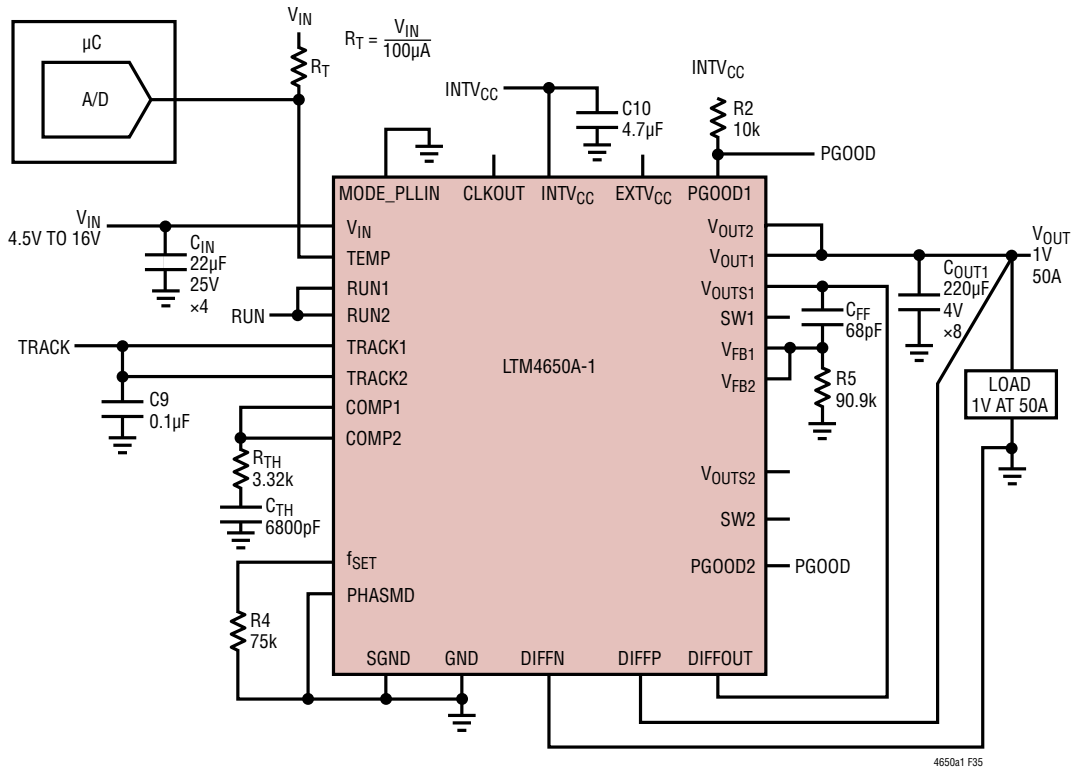 µC
A/D
VIN
RT
RT = VIN / 100µA
INTVCC
C10
4.7µF
INTVCC
R2
10k
PGOOD
MODE_PLLIN
CLKOUT
INTVCC
EXTVCC
PGOOD1
VIN
4.5V TO 16V
CIN
22µF
25V
×4
RUN
TRACK
C9
0.1µF
RTH
3.32k
CTH
6800pF
R4
75k
VIN
TEMP
RUN1
RUN2
TRACK1
TRACK2
COMP1
COMP2
fSET
PHASMD
LTM4650A-1
VOUT2
VOUT1
VOUTS1
SW1
VFB1
VFB2
VOUTS2
SW2
PGOOD2
PGOOD
CFF
68pF
R5
90.9k
COUT1
220µF
4V
×8
VOUT
1V
50A
LOAD
1V AT 50A
SGND
GND
DIFFN
DIFFP
DIFFOUT
4650a1 F35